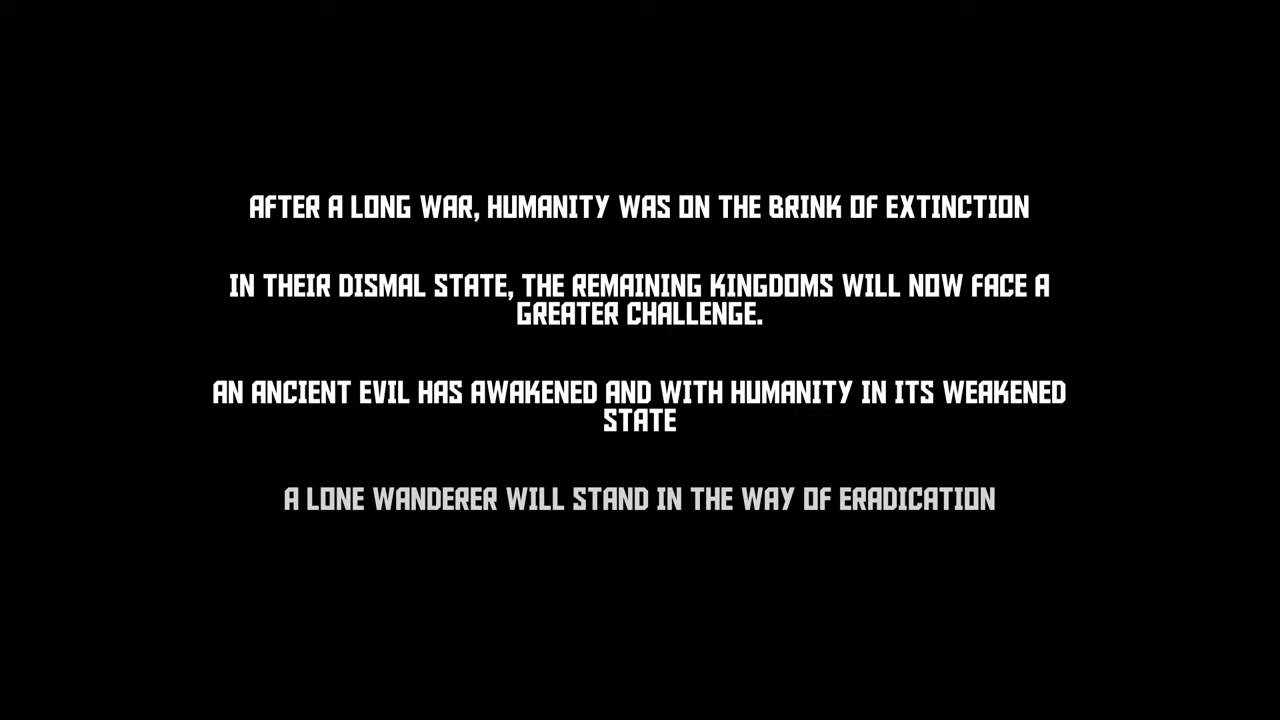 AFTER A LONG WAR, HUMANITY WAS ON THE BRINK OF EXTINCTION
IN THEIR DISMAL STATE, THE REMAINING KINGDOMS WILL NOW FACE A
GREATER CHALLENGE.
AN ANCIENT EVIL HAS AWAKENED AND WITH HUMANITY IN ITS WEAKENED
STATE
A LONE WANDERER WILL STAND IN THE WAY OF ERADICATION